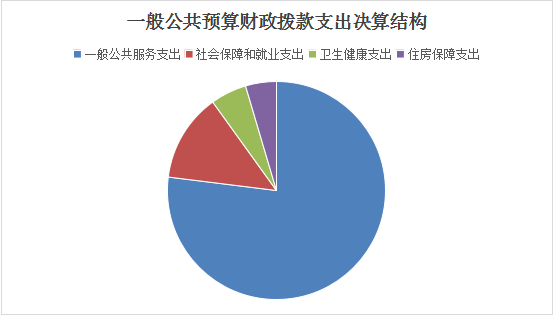 一般公共预算财政拨款支出决算结构
一般公共服务支出 社会保障和就业支出 卫生健康支出 住房保障支出